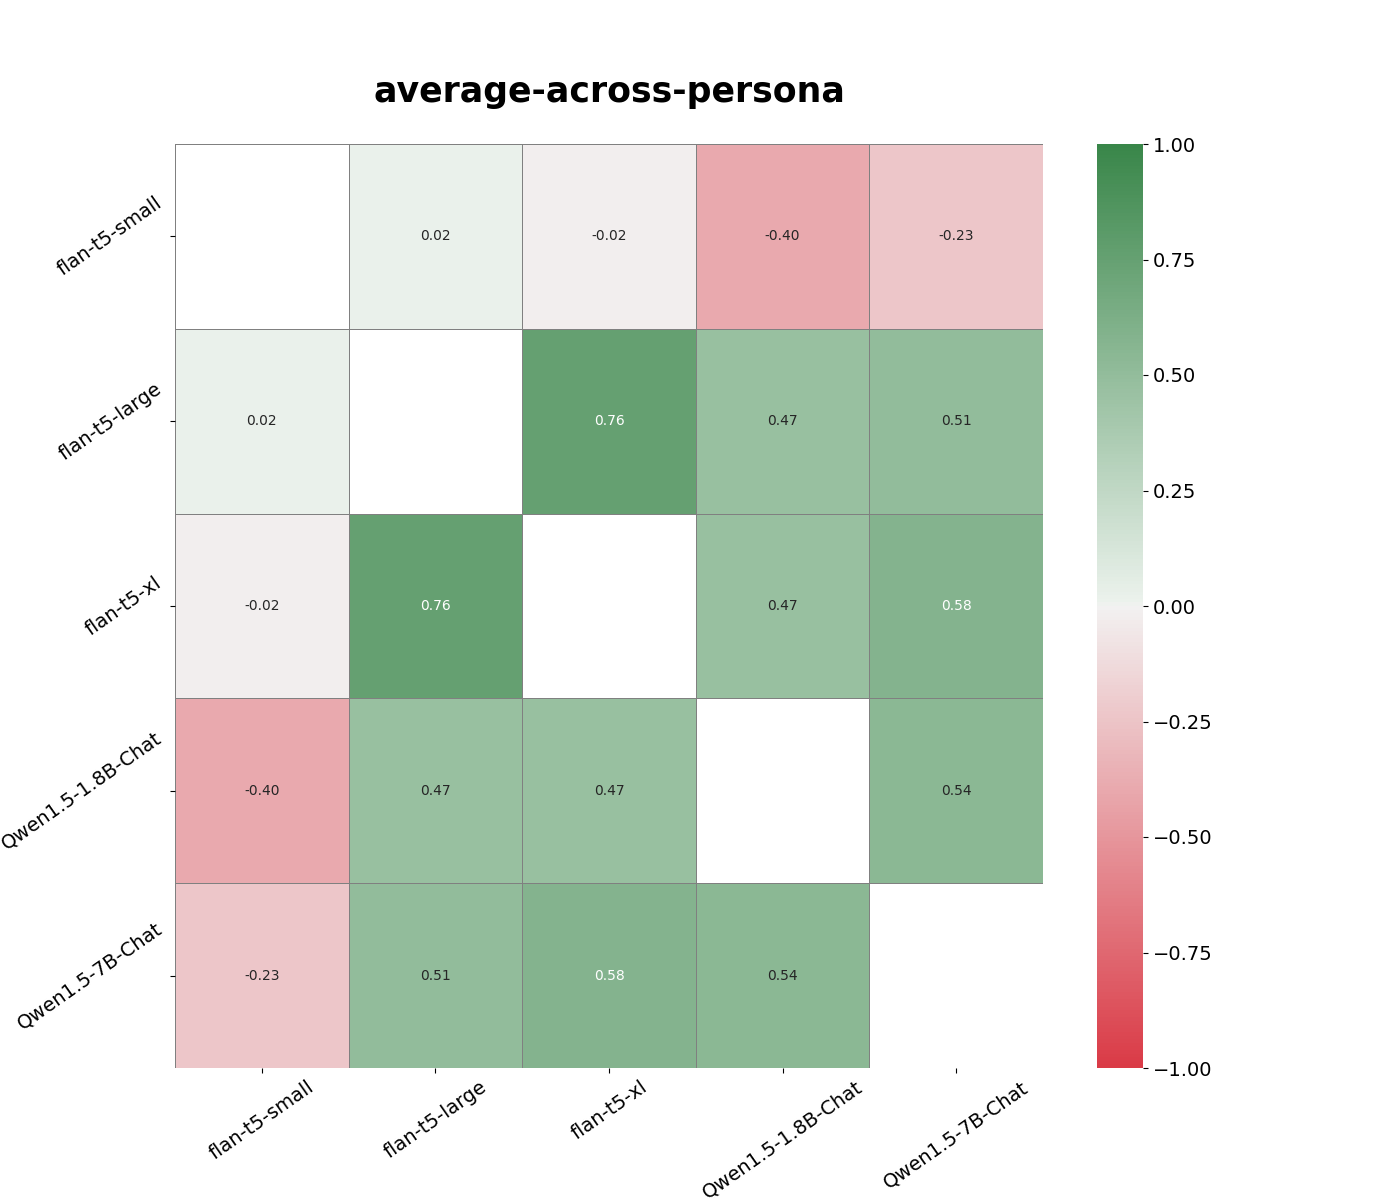 average-across-persona
flan-t5-small
0.02
-0.02
-0.40
-0.23
flan-t5-large
0.02
0.76
0.47
0.51
flan-t5-xl
-0.02
0.76
0.47
0.58
Qwen1.5-1.8B-Chat
-0.40
0.47
0.47
0.54
Qwen1.5-7B-Chat
-0.23
0.51
0.58
0.54
flan-t5-small
flan-t5-large
flan-t5-xl
Qwen1.5-1.8B-Chat
Qwen1.5-7B-Chat
1.00
0.75
0.50
0.25
0.00
−0.25
−0.50
−0.75
−1.00